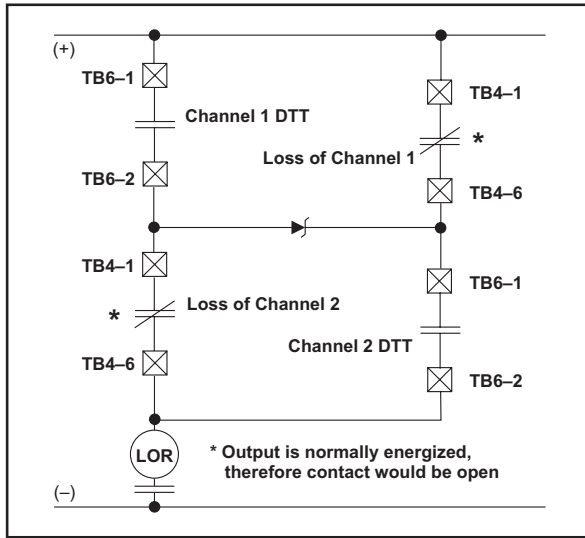 (+)
TB6–1
Channel 1 DTT
TB6–2
TB4–1
*
Loss of Channel 1
TB4–6
TB4–1
*
Loss of Channel 2
TB4–6
TB6–1
Channel 2 DTT
TB6–2
LOR
* Output is normally energized,
therefore contact would be open
(–)